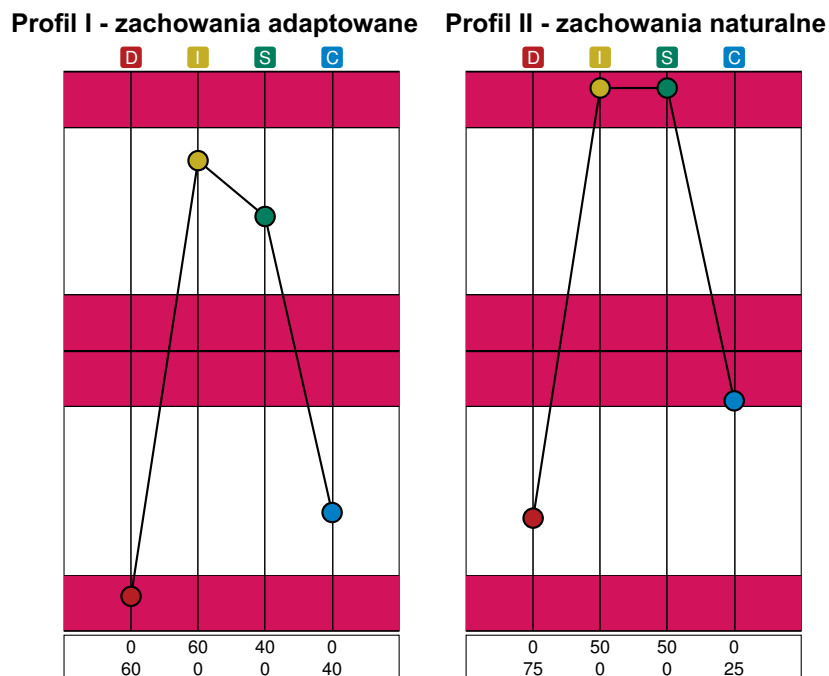 Profil I - zachowania adaptowane
D I S C
0 60 40 0
60 0 0 40
Profil II - zachowania naturalne
D I S C
0 50 50 0
75 0 0 25